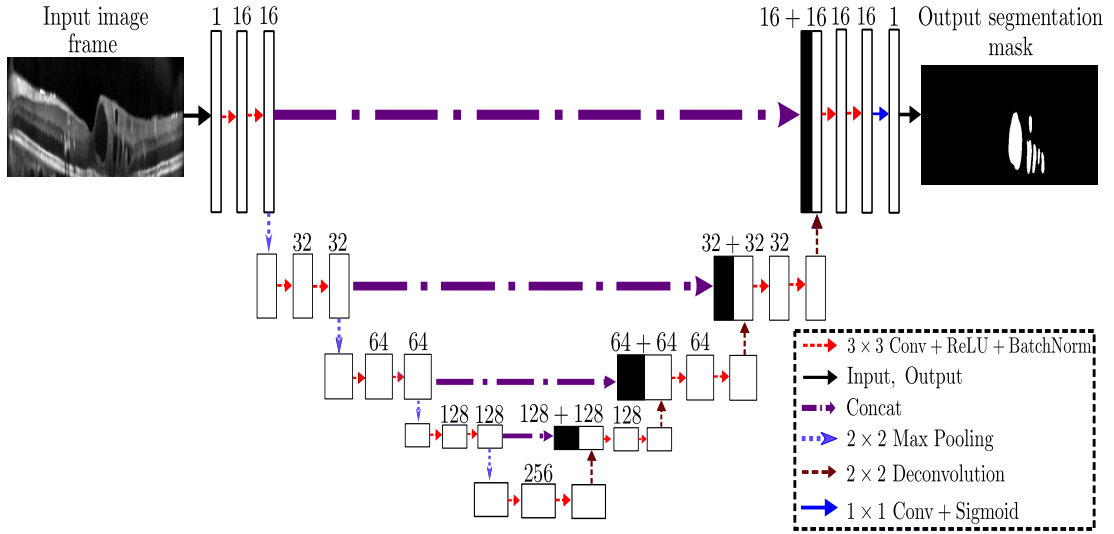 Input image
frame
1 16 16
16 + 16 16 16 1
Output segmentation
mask
32 32
32 + 32 32
64 64
64 + 64 64
128 128
128 + 128 128
256
3 × 3 Conv + ReLU + BatchNorm
Input, Output
Concat
2 × 2 Max Pooling
2 × 2 Deconvolution
1 × 1 Conv + Sigmoid